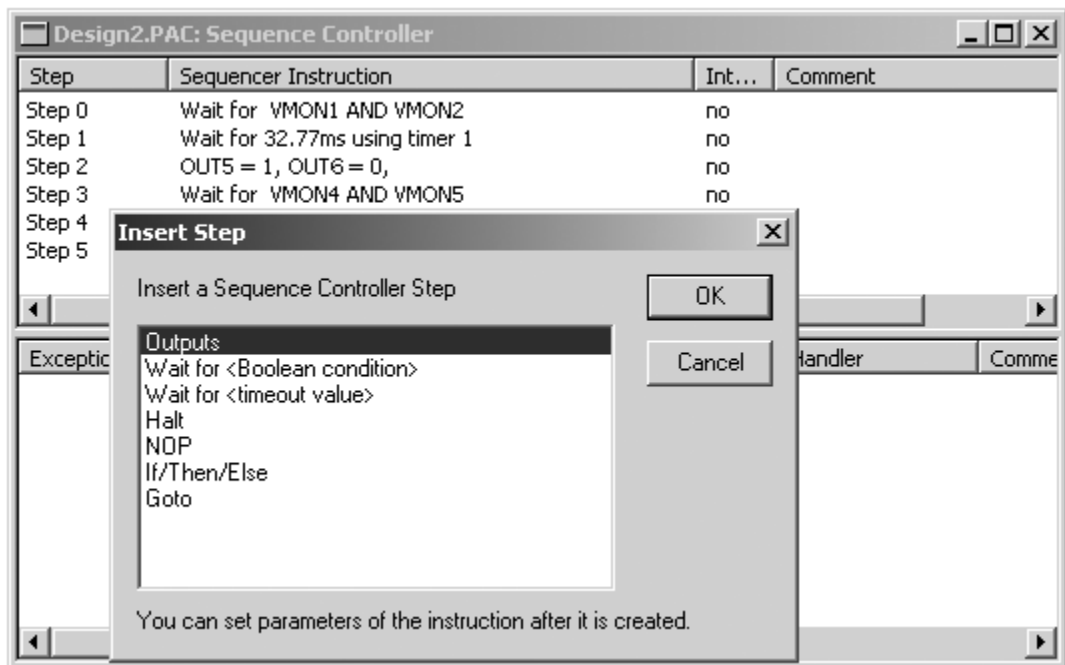 Design2.PAC: Sequence Controller
Step Sequencer Instruction Int... Comment
Step 0 Wait for VMON1 AND VMON2 no
Step 1 Wait for 32.77ms using timer 1 no
Step 2 OUT5 = 1, OUT6 = 0, no
Step 3 Wait for VMON4 AND VMON5 no
Step 4
Step 5
Insert Step
Insert a Sequence Controller Step
OK
Cancel
Outputs
Wait for <Boolean condition>
Wait for <timeout value>
Halt
NOP
If/Then/Else
Goto
You can set parameters of the instruction after it is created.
Exceptic Handler Comme